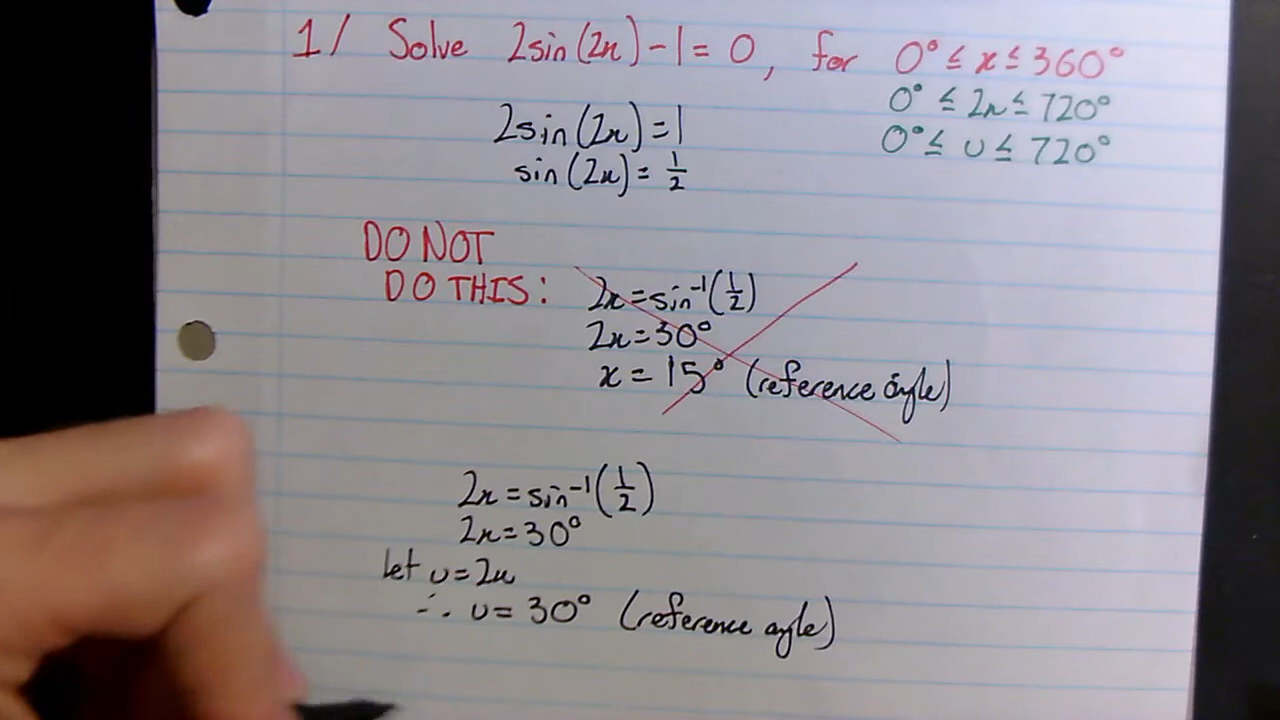 1/ Solve 2sin(2x)-1=0, for 0°≤x≤360°
0°≤2x≤720°
0°≤u≤720°
2sin(2x)=1
sin(2x)=1/2
DO NOT
DO THIS:
2x=sin⁻¹(1/2)
2x=30°
x=15° (reference angle)
2x=sin⁻¹(1/2)
2x=30°
let u=2x
∴ u=30° (reference angle)